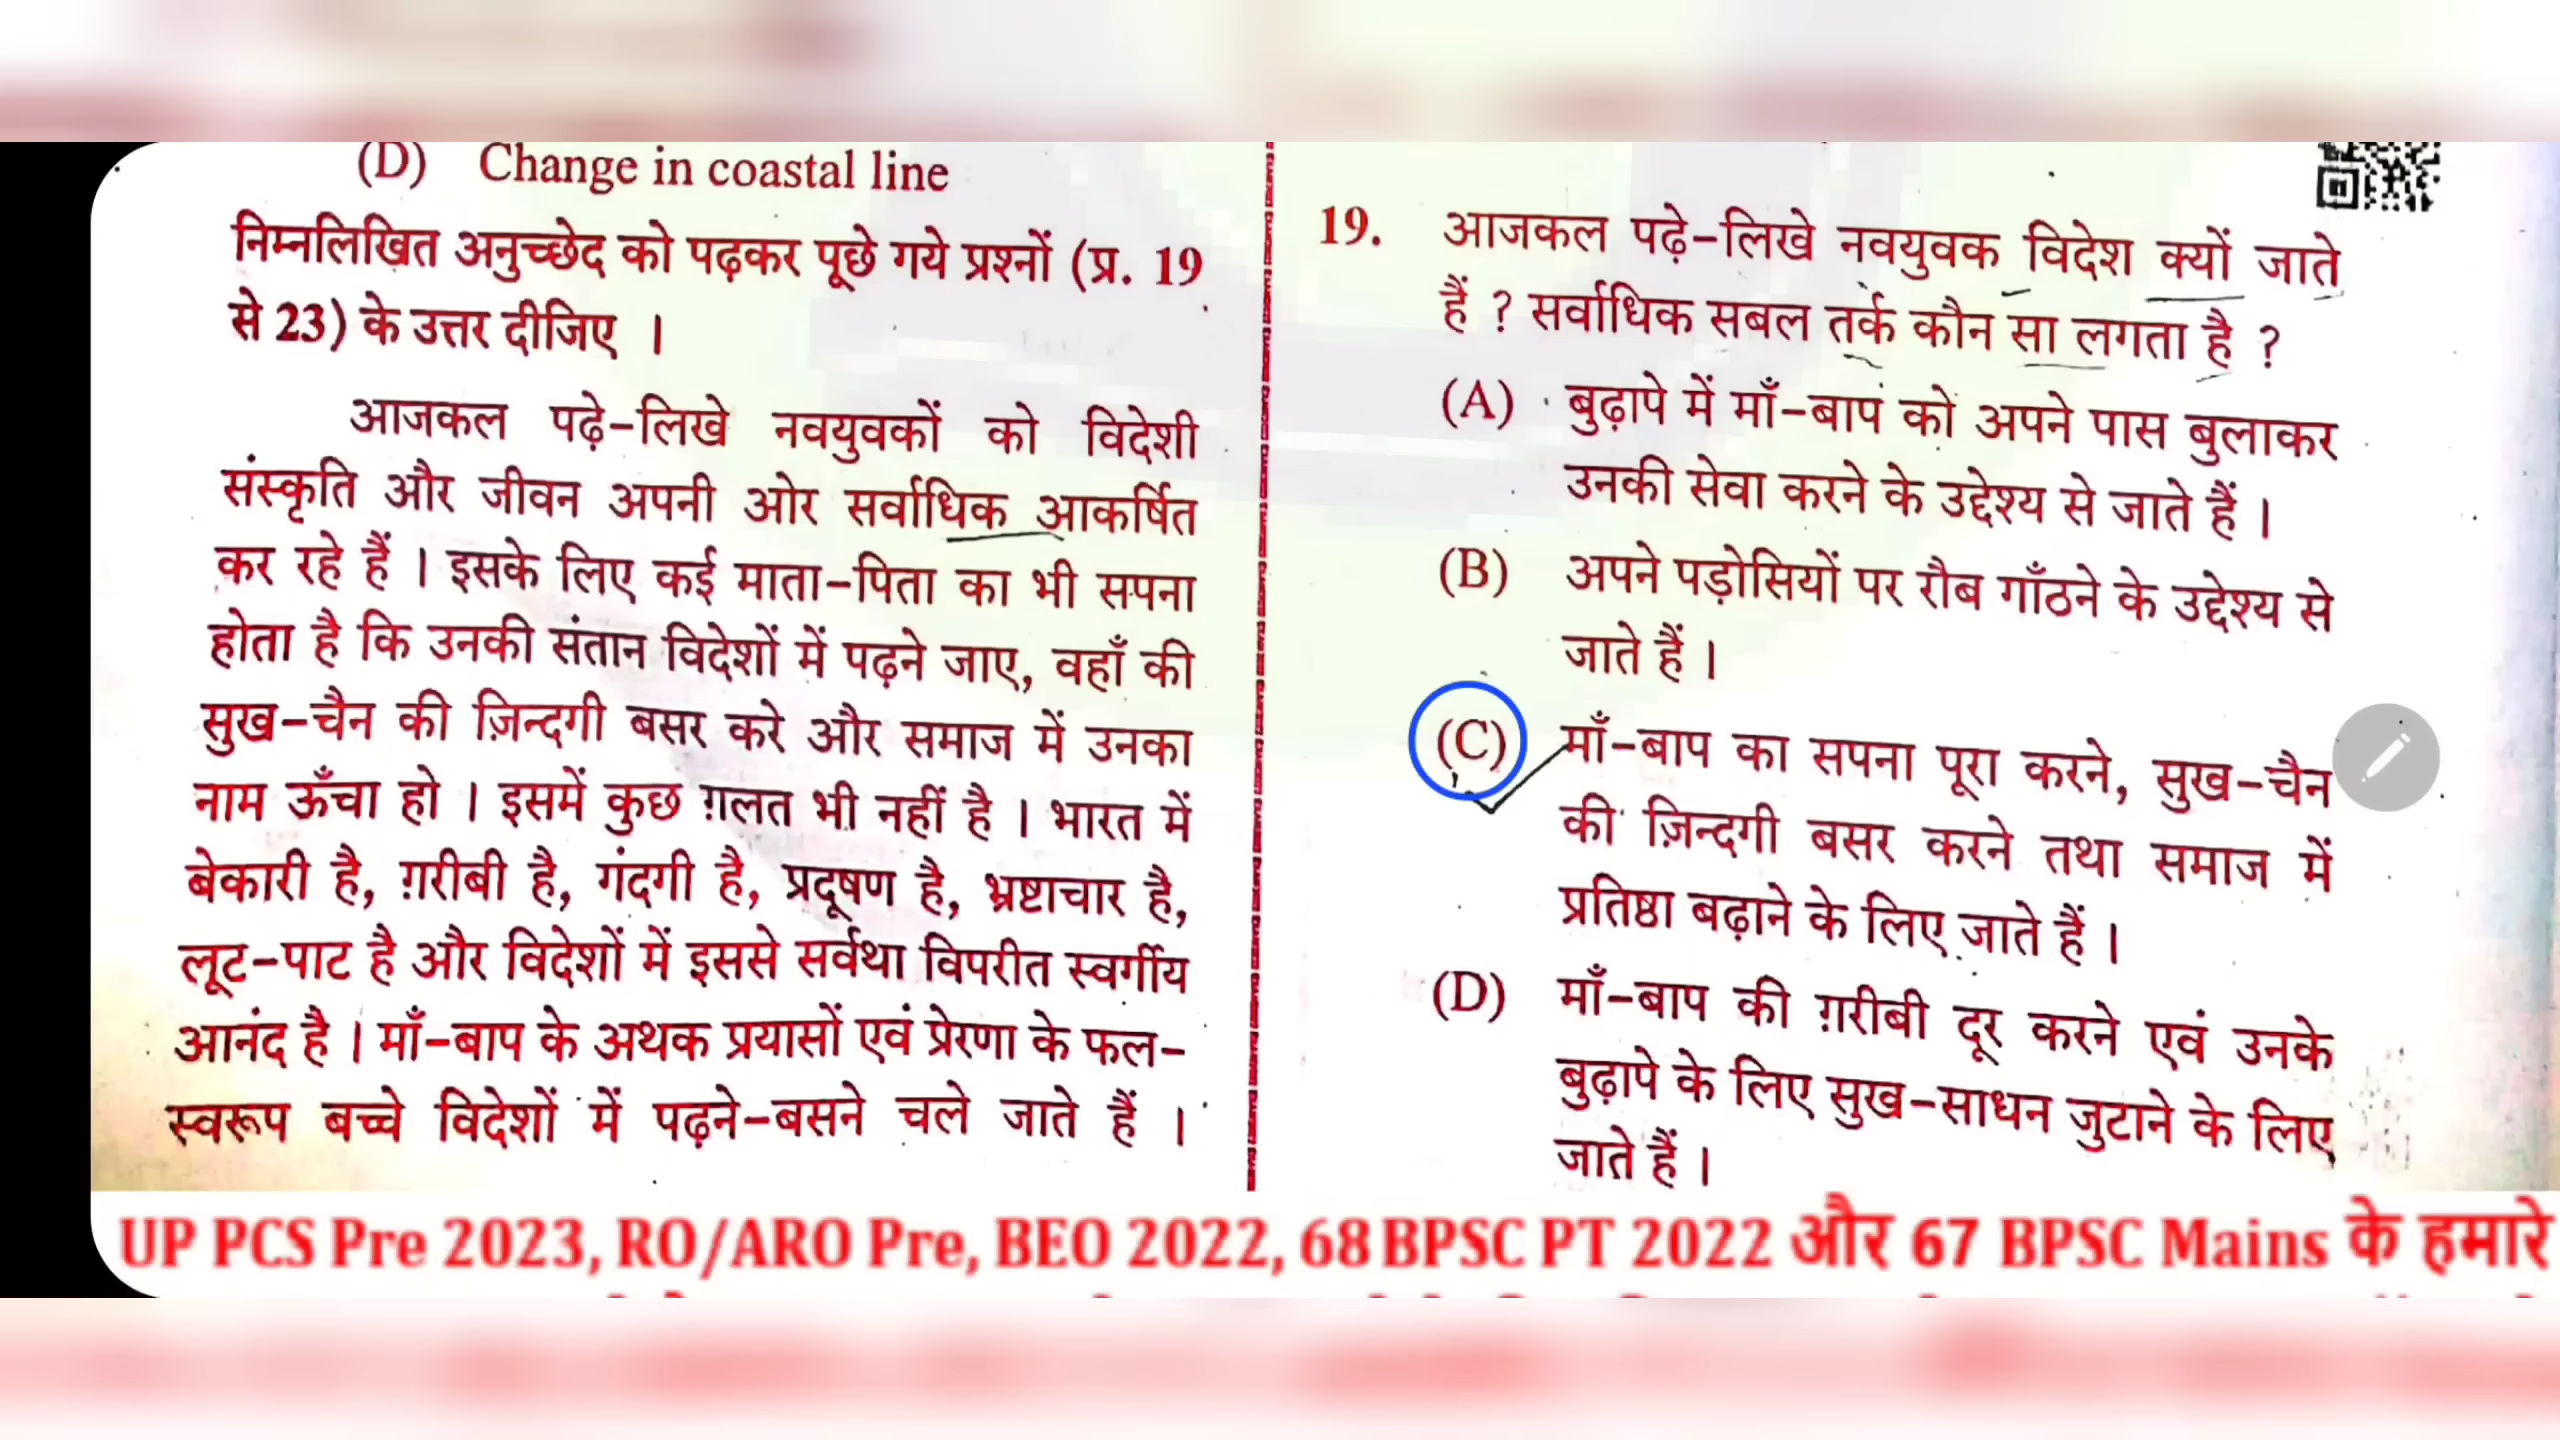 (D) Change in coastal line
निम्नलिखित अनुच्छेद को पढ़कर पूछे गये प्रश्नों (प्र. 19
से 23) के उत्तर दीजिए ।
आजकल पढ़े-लिखे नवयुवकों को विदेशी
संस्कृति और जीवन अपनी ओर सर्वाधिक आकर्षित
कर रहे हैं । इसके लिए कई माता-पिता का भी सपना
होता है कि उनकी संतान विदेशों में पढ़ने जाए, वहाँ की
सुख-चैन की ज़िन्दगी बसर करे और समाज में उनका
नाम ऊँचा हो । इसमें कुछ ग़लत भी नहीं है । भारत में
बेकारी है, ग़रीबी है, गंदगी है, प्रदूषण है, भ्रष्टाचार है,
लूट-पाट है और विदेशों में इससे सर्वथा विपरीत स्वर्गीय
आनंद है । माँ-बाप के अथक प्रयासों एवं प्रेरणा के फल-
स्वरूप बच्चे विदेशों में पढ़ने-बसने चले जाते हैं ।
19. आजकल पढ़े-लिखे नवयुवक विदेश क्यों जाते
हैं ? सर्वाधिक सबल तर्क कौन सा लगता है ?
(A) बुढ़ापे में माँ-बाप को अपने पास बुलाकर
उनकी सेवा करने के उद्देश्य से जाते हैं ।
(B) अपने पड़ोसियों पर रौब गाँठने के उद्देश्य से
जाते हैं ।
(C) माँ-बाप का सपना पूरा करने, सुख-चैन
की ज़िन्दगी बसर करने तथा समाज में
प्रतिष्ठा बढ़ाने के लिए जाते हैं ।
(D) माँ-बाप की ग़रीबी दूर करने एवं उनके
बुढ़ापे के लिए सुख-साधन जुटाने के लिए
जाते हैं ।
UP PCS Pre 2023, RO/ARO Pre, BEO 2022, 68 BPSC PT 2022 और 67 BPSC Mains के हमारे